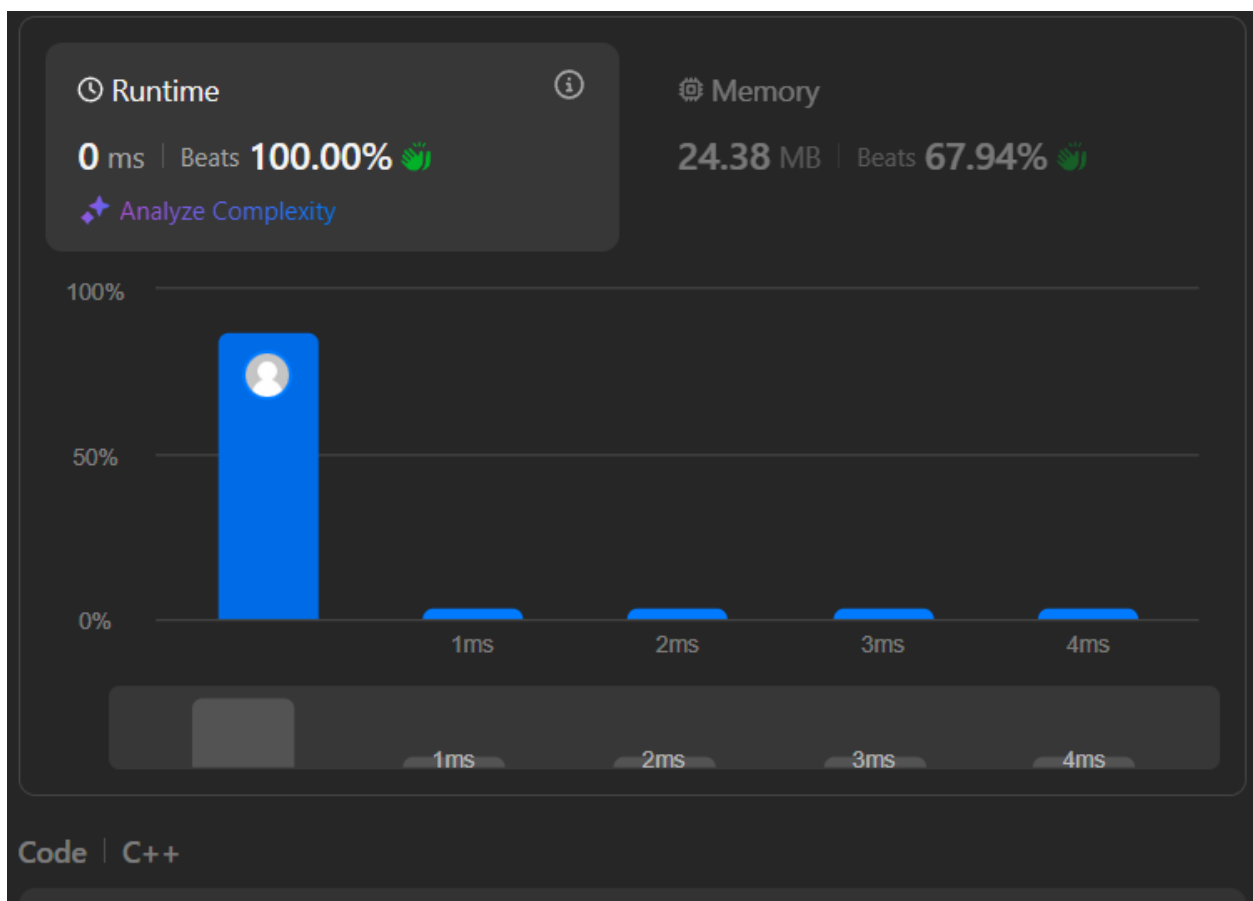 Runtime
0 ms | Beats 100.00%
Analyze Complexity
Memory
24.38 MB | Beats 67.94%
100%
50%
0%
1ms 2ms 3ms 4ms
1ms 2ms 3ms 4ms
Code | C++